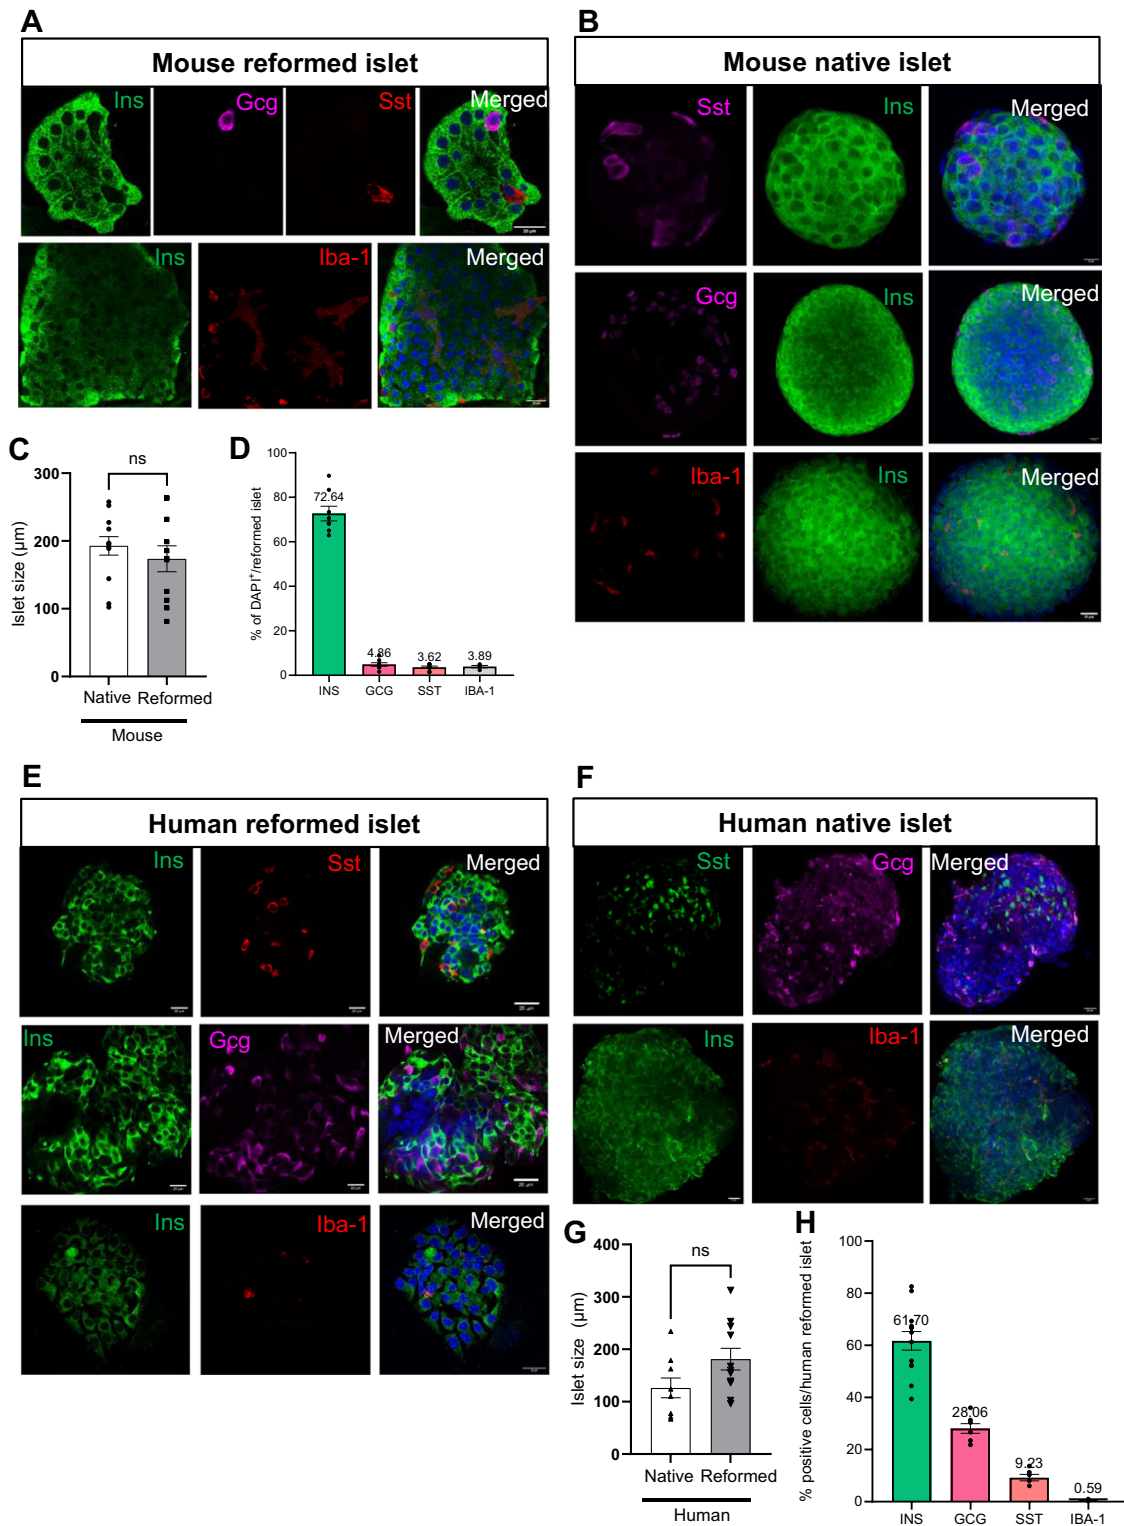 A
Mouse reformed islet
Ins
Gcg
Sst
Merged
Ins
Iba-1
Merged
B
Mouse native islet
Sst
Ins
Merged
Gcg
Ins
Merged
Iba-1
Ins
Merged
C
Islet size (µm)
300
200
100
0
ns
Native
Reformed
Mouse
D
% of DAPI⁺/reformed islet
100
80
60
40
20
0
72.64
4.86
3.62
3.89
INS
GCG
SST
IBA-1
E
Human reformed islet
Ins
Sst
Merged
Ins
Gcg
Merged
Ins
Iba-1
Merged
F
Human native islet
Sst
Gcg
Merged
Ins
Iba-1
Merged
G
Islet size (µm)
400
300
200
100
0
ns
Native
Reformed
Human
H
% positive cells/human reformed islet
100
80
60
40
20
0
61.70
28.06
9.23
0.59
INS
GCG
SST
IBA-1